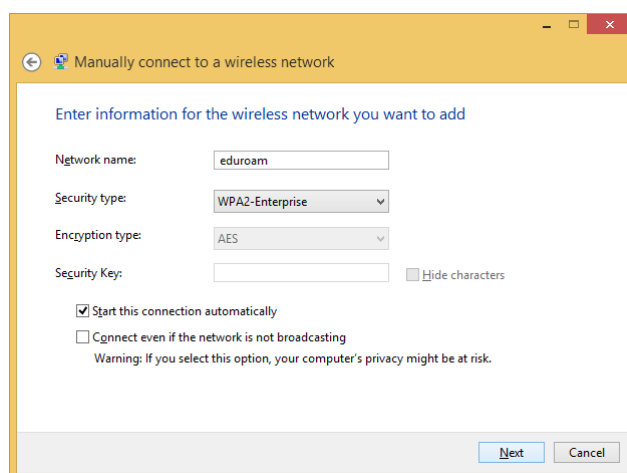 Manually connect to a wireless network
Enter information for the wireless network you want to add
Network name: eduroam
Security type: WPA2-Enterprise
Encryption type: AES
Security Key: Hide characters
Start this connection automatically
Connect even if the network is not broadcasting
Warning: If you select this option, your computer's privacy might be at risk.
Next Cancel